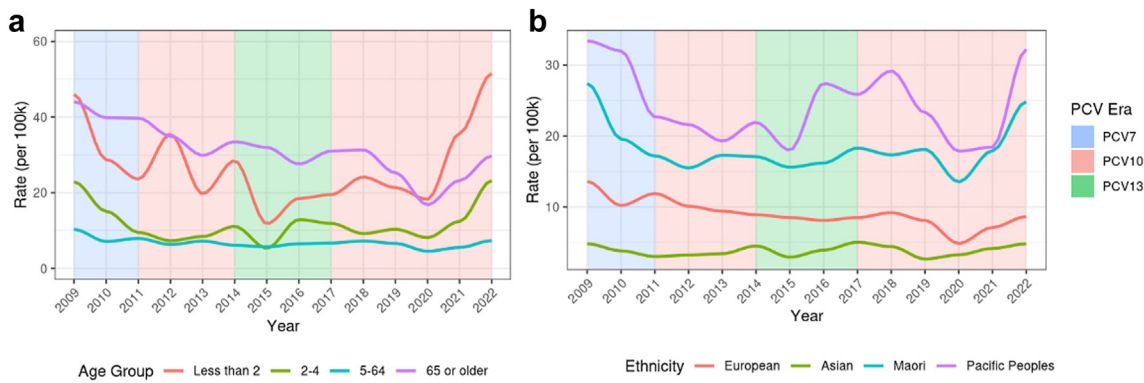 a
60
40
20
0
Rate (per 100k)
2009 2010 2011 2012 2013 2014 2015 2016 2017 2018 2019 2020 2021 2022
Year
Age Group Less than 2 2-4 5-64 65 or older
b
30
20
10
Rate (per 100k)
2009 2010 2011 2012 2013 2014 2015 2016 2017 2018 2019 2020 2021 2022
Year
Ethnicity European Asian Maori Pacific Peoples
PCV Era
PCV7
PCV10
PCV13